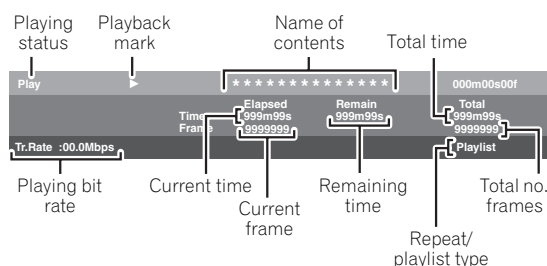 Playing status
Playback mark
Name of contents
Total time
Play ▶ ************** 000m00s00f
Elapsed Remain Total
Time 999m99s 999m99s 999m99s
Frame 9999999 9999999
Tr.Rate :00.0Mbps Playlist
Playing bit rate
Current time
Current frame
Remaining time
Total no. frames
Repeat/ playlist type